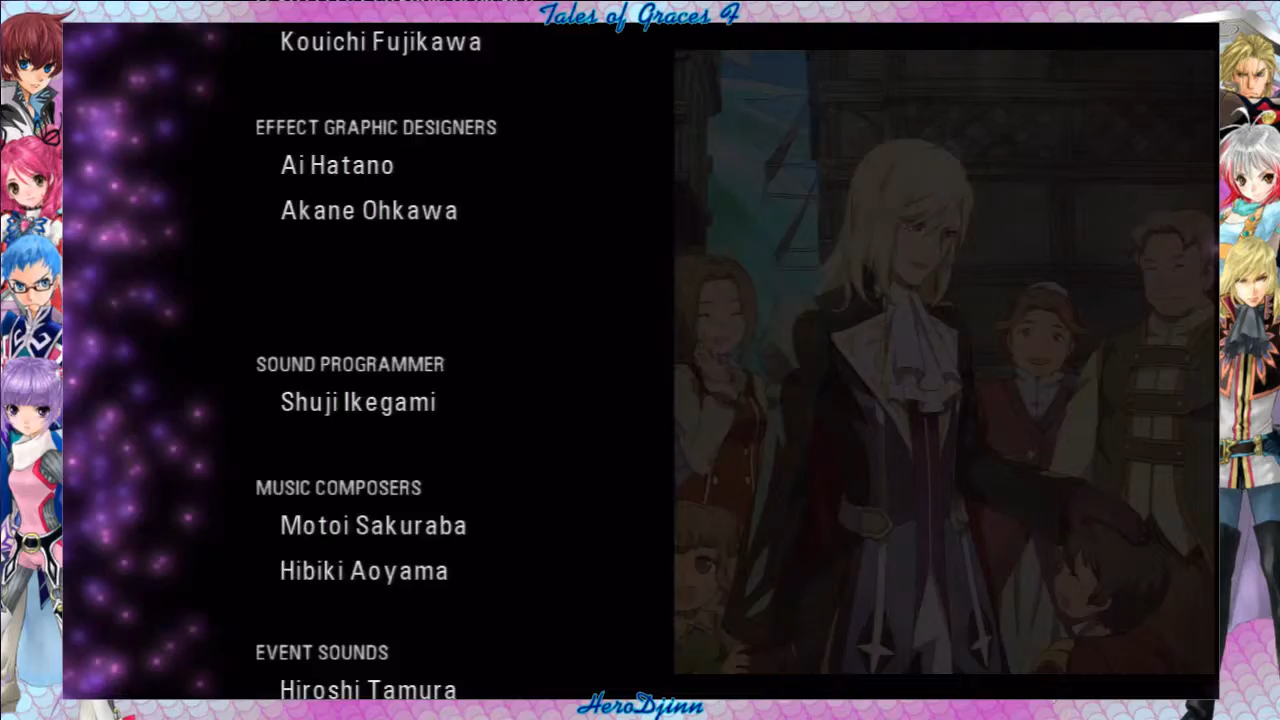 Tales of Graces F
Kouichi Fujikawa
EFFECT GRAPHIC DESIGNERS
Ai Hatano
Akane Ohkawa
SOUND PROGRAMMER
Shuji Ikegami
MUSIC COMPOSERS
Motoi Sakuraba
Hibiki Aoyama
EVENT SOUNDS
Hiroshi Tamura
HeroDjinn